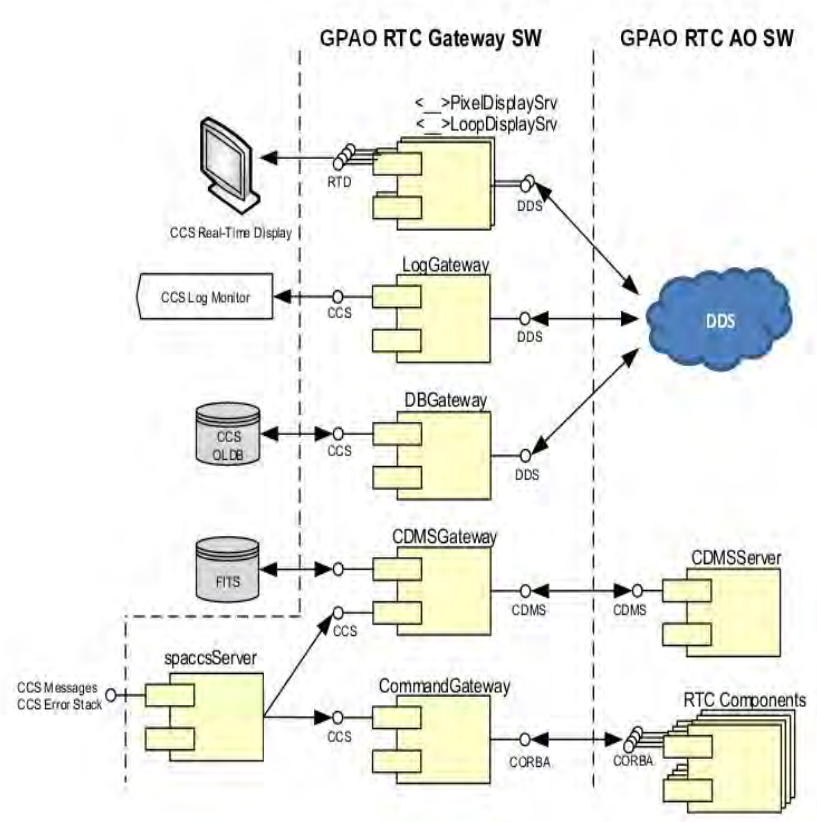 GPAO RTC Gateway SW
GPAO RTC AO SW
<__>PixelDisplaySrv
<__>LoopDisplaySrv
RTD
DDS
CCS Real-Time Display
LogGateway
CCS Log Monitor
CCS
DDS
DDS
DBGateway
CCS
OLDB
CCS
DDS
CDMSGateway
CDMSServer
FITS
CDMS
CDMS
CCS
spaccsServer
CCS Messages
CCS Error Stack
CommandGateway
RTC Components
CCS
CORBA
CORBA